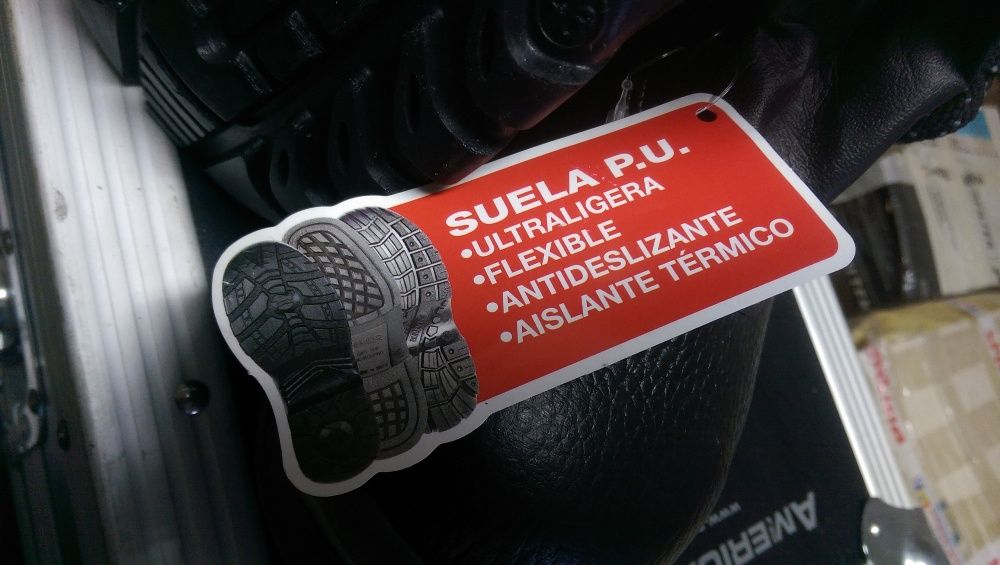 SUELA P.U.
•ULTRALIGERA
•FLEXIBLE
•ANTIDESLIZANTE
•AISLANTE TÉRMICO